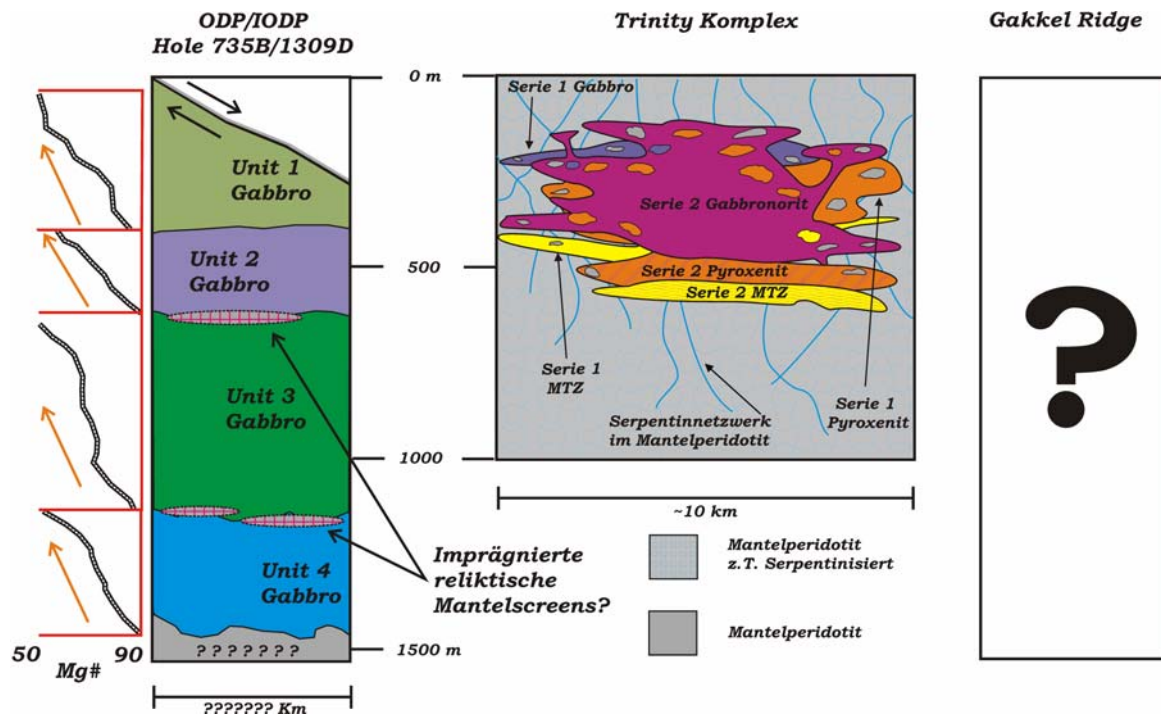 ODP/IODP
Hole 735B/1309D
Trinity Komplex
Gakkel Ridge
0 m
500
1000
1500 m
Unit 1
Gabbro
Unit 2
Gabbro
Unit 3
Gabbro
Unit 4
Gabbro
? ? ? ? ? ? ?
50
90
Mg#
??????? Km
Imprägnierte
reliktische
Mantelscreens?
Serie 1 Gabbro
Serie 2 Gabbronorit
Serie 2 Pyroxenit
Serie 2 MTZ
Serie 1
MTZ
Serpentinnetzwerk
im Mantelperidotit
Serie 1
Pyroxenit
~10 km
Mantelperidotit
z.T. Serpentinisiert
Mantelperidotit
?